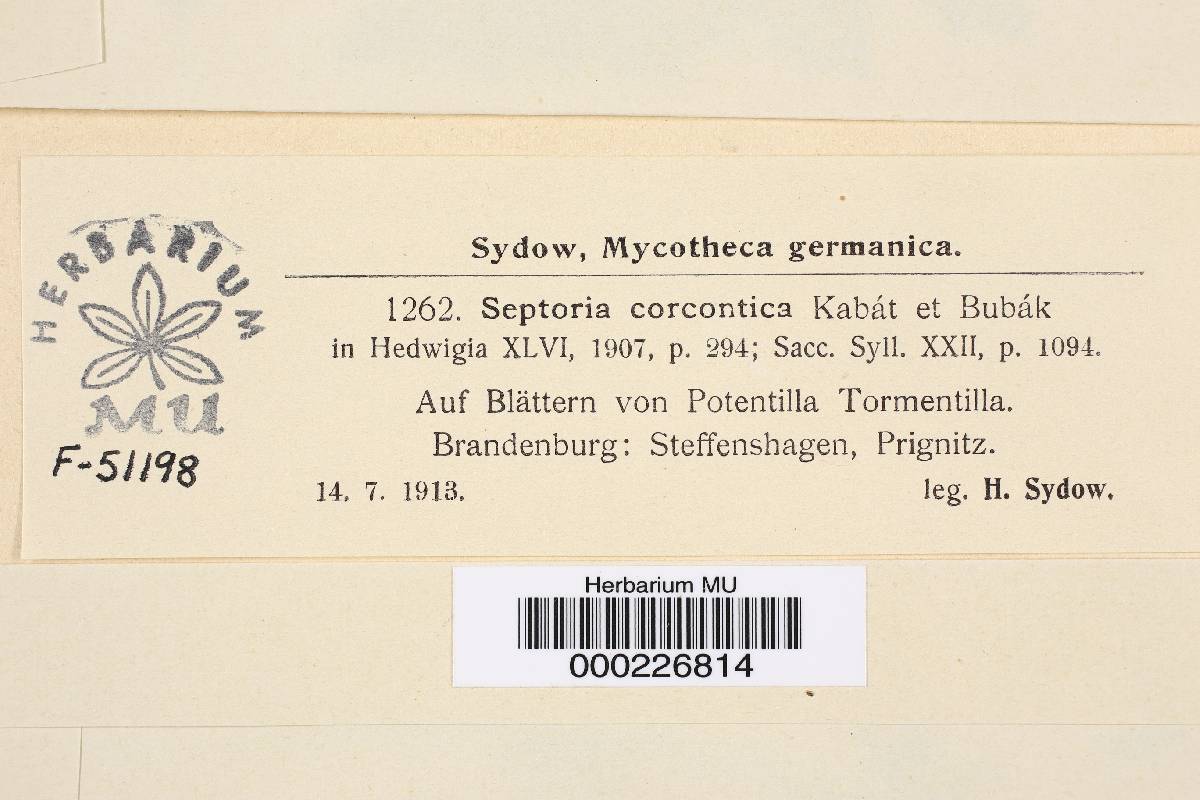 HERBARIUM
MU
F-51198
Sydow, Mycotheca germanica.
1262. Septoria corcontica Kabát et Bubák
in Hedwigia XLVI, 1907, p. 294; Sacc. Syll. XXII, p. 1094.
Auf Blättern von Potentilla Tormentilla.
Brandenburg: Steffenshagen, Prignitz.
14. 7. 1913. leg. H. Sydow.
Herbarium MU
000226814